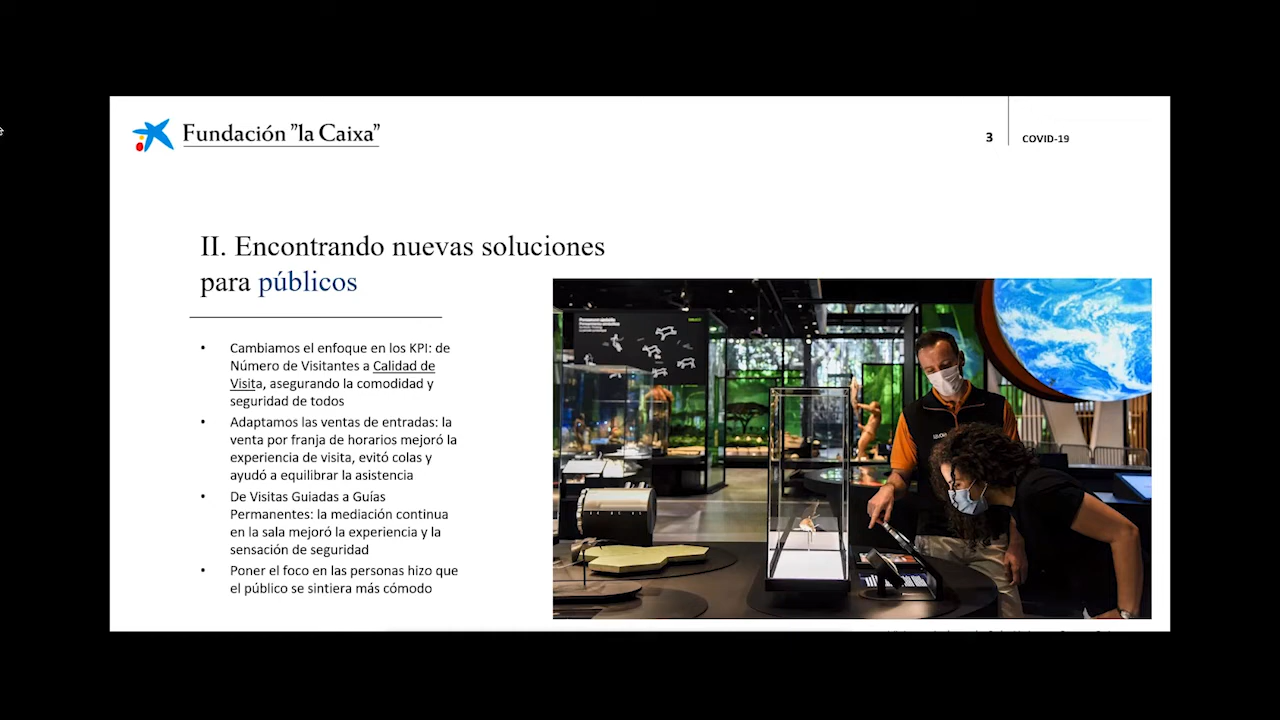 Fundación "la Caixa"
3
COVID-19
II. Encontrando nuevas soluciones
para públicos
• Cambiamos el enfoque en los KPI: de
Número de Visitantes a Calidad de
Visita, asegurando la comodidad y
seguridad de todos
• Adaptamos las ventas de entradas: la
venta por franja de horarios mejoró la
experiencia de visita, evitó colas y
ayudó a equilibrar la asistencia
• De Visitas Guiadas a Guías
Permanentes: la mediación continua
en la sala mejoró la experiencia y la
sensación de seguridad
• Poner el foco en las personas hizo que
el público se sintiera más cómodo